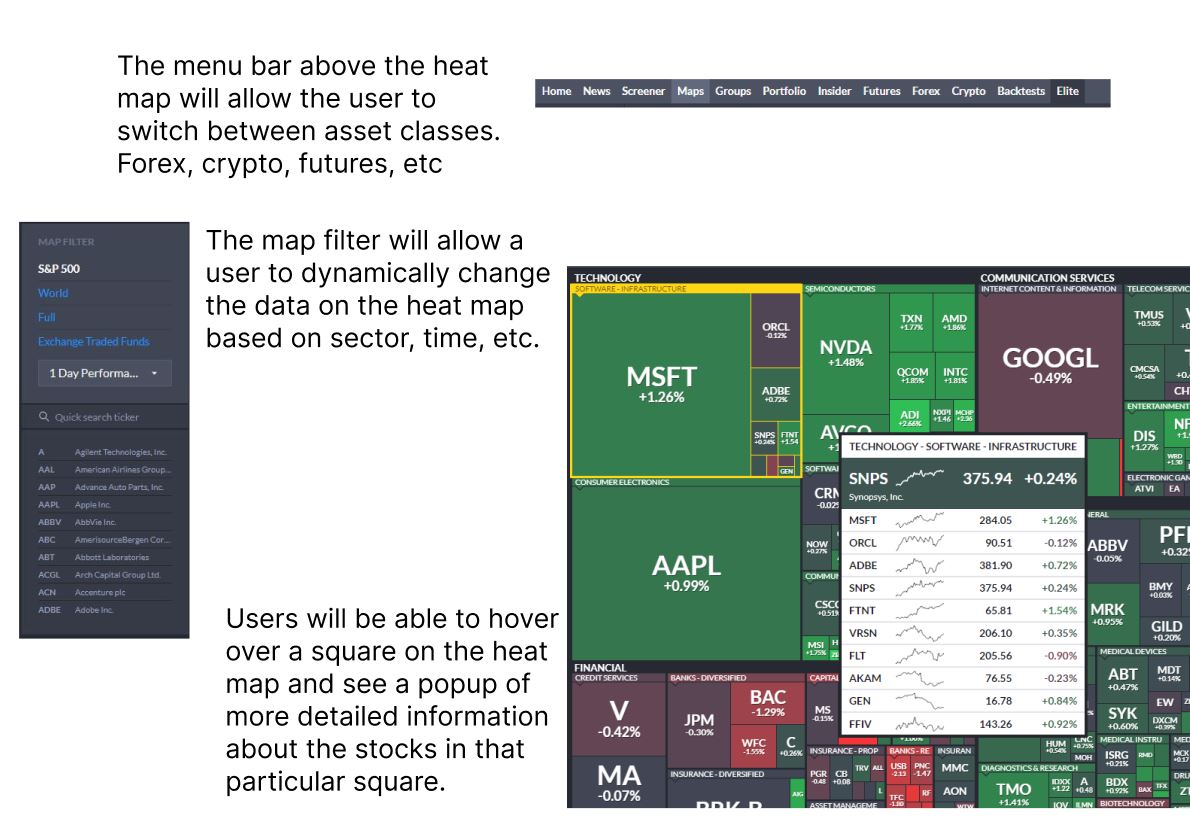 The menu bar above the heat
map will allow the user to
switch between asset classes.
Forex, crypto, futures, etc
Home News Screener Maps Groups Portfolio Insider Futures Forex Crypto Backtests Elite
MAP FILTER
S&P 500
World
Full
Exchange Traded Funds
1 Day Performa...
Quick search ticker
A Agilent Technologies, Inc.
AAL American Airlines Group...
AAP Advance Auto Parts, Inc.
AAPL Apple Inc.
ABBV AbbVie Inc.
ABC AmerisourceBergen Cor...
ABT Abbott Laboratories
ACGL Arch Capital Group Ltd.
ACN Accenture plc
ADBE Adobe Inc.
The map filter will allow a
user to dynamically change
the data on the heat map
based on sector, time, etc.
Users will be able to hover
over a square on the heat
map and see a popup of
more detailed information
about the stocks in that
particular square.
TECHNOLOGY
SOFTWARE - INFRASTRUCTURE
MSFT
+1.26%
ORCL
-0.12%
ADBE
+0.72%
SNPS
+0.24%
FTNT
+1.54
GEN
SEMICONDUCTORS
NVDA
+1.48%
TXN
+1.77%
AMD
+1.86%
QCOM
+1.85%
INTC
+1.81%
ADI
+2.66%
NXPI
+1.46
MCHP
+2.36
AVGO
COMMUNICATION SERVICES
INTERNET CONTENT & INFORMATION
GOOGL
-0.49%
TELECOM SERVIC
TMUS
+0.53%
CMCSA
+0.54%
CH
ENTERTAINMENT
DIS
+1.27%
WBD
+1.30
ELECTRONIC GAM
ATVI
EA
CONSUMER ELECTRONICS
AAPL
+0.99%
SOFTWA
CRM
-0.02%
NOW
+0.27%
COMMUN
CSCO
+0.51%
MSI
+1.75%
TECHNOLOGY - SOFTWARE - INFRASTRUCTURE
SNPS 375.94 +0.24%
Synopsys, Inc.
MSFT 284.05 +1.26%
ORCL 90.51 -0.12%
ADBE 381.90 +0.72%
SNPS 375.94 +0.24%
FTNT 65.81 +1.54%
VRSN 206.10 +0.35%
FLT 205.56 -0.90%
AKAM 76.55 -0.23%
GEN 16.78 +0.84%
FFIV 143.26 +0.92%
NERAL
ABBV
-0.05%
PFE
+0.32%
BMY
+0.03%
MRK
+0.95%
GILD
+0.20%
MEDICAL DEVICES
ABT
+0.47%
MDT
+0.14%
SYK
+0.60%
EW
DXCM
+0.39%
FINANCIAL
CREDIT SERVICES
V
-0.42%
MA
-0.07%
BANKS - DIVERSIFIED
JPM
-0.30%
BAC
-1.29%
WFC
-1.55%
C
+0.26%
INSURANCE - DIVERSIFIED
BRK-B
AIG
CAPITAL
MS
-0.15%
INSURANCE - PROP
PGR
-0.48
CB
+0.08
TRV
ALL
L
ASSET MANAGEME
BANKS - RE
USB
-2.13
PNC
-1.47
TFC
-1.80
RF
INSURAN
MMC
AON
WTW
HUM
+0.54%
CNC
+0.75%
MOH
DIAGNOSTICS & RESEARCH
TMO
+1.41%
IDXX
+1.22
A
+0.48
IQV
ILMN
MEDICAL INSTRU
ISRG
+0.21%
RMD
BDX
+0.92%
BAX
TFX
BIOTECHNOLOGY
MED
MCK
+0.17
DRU